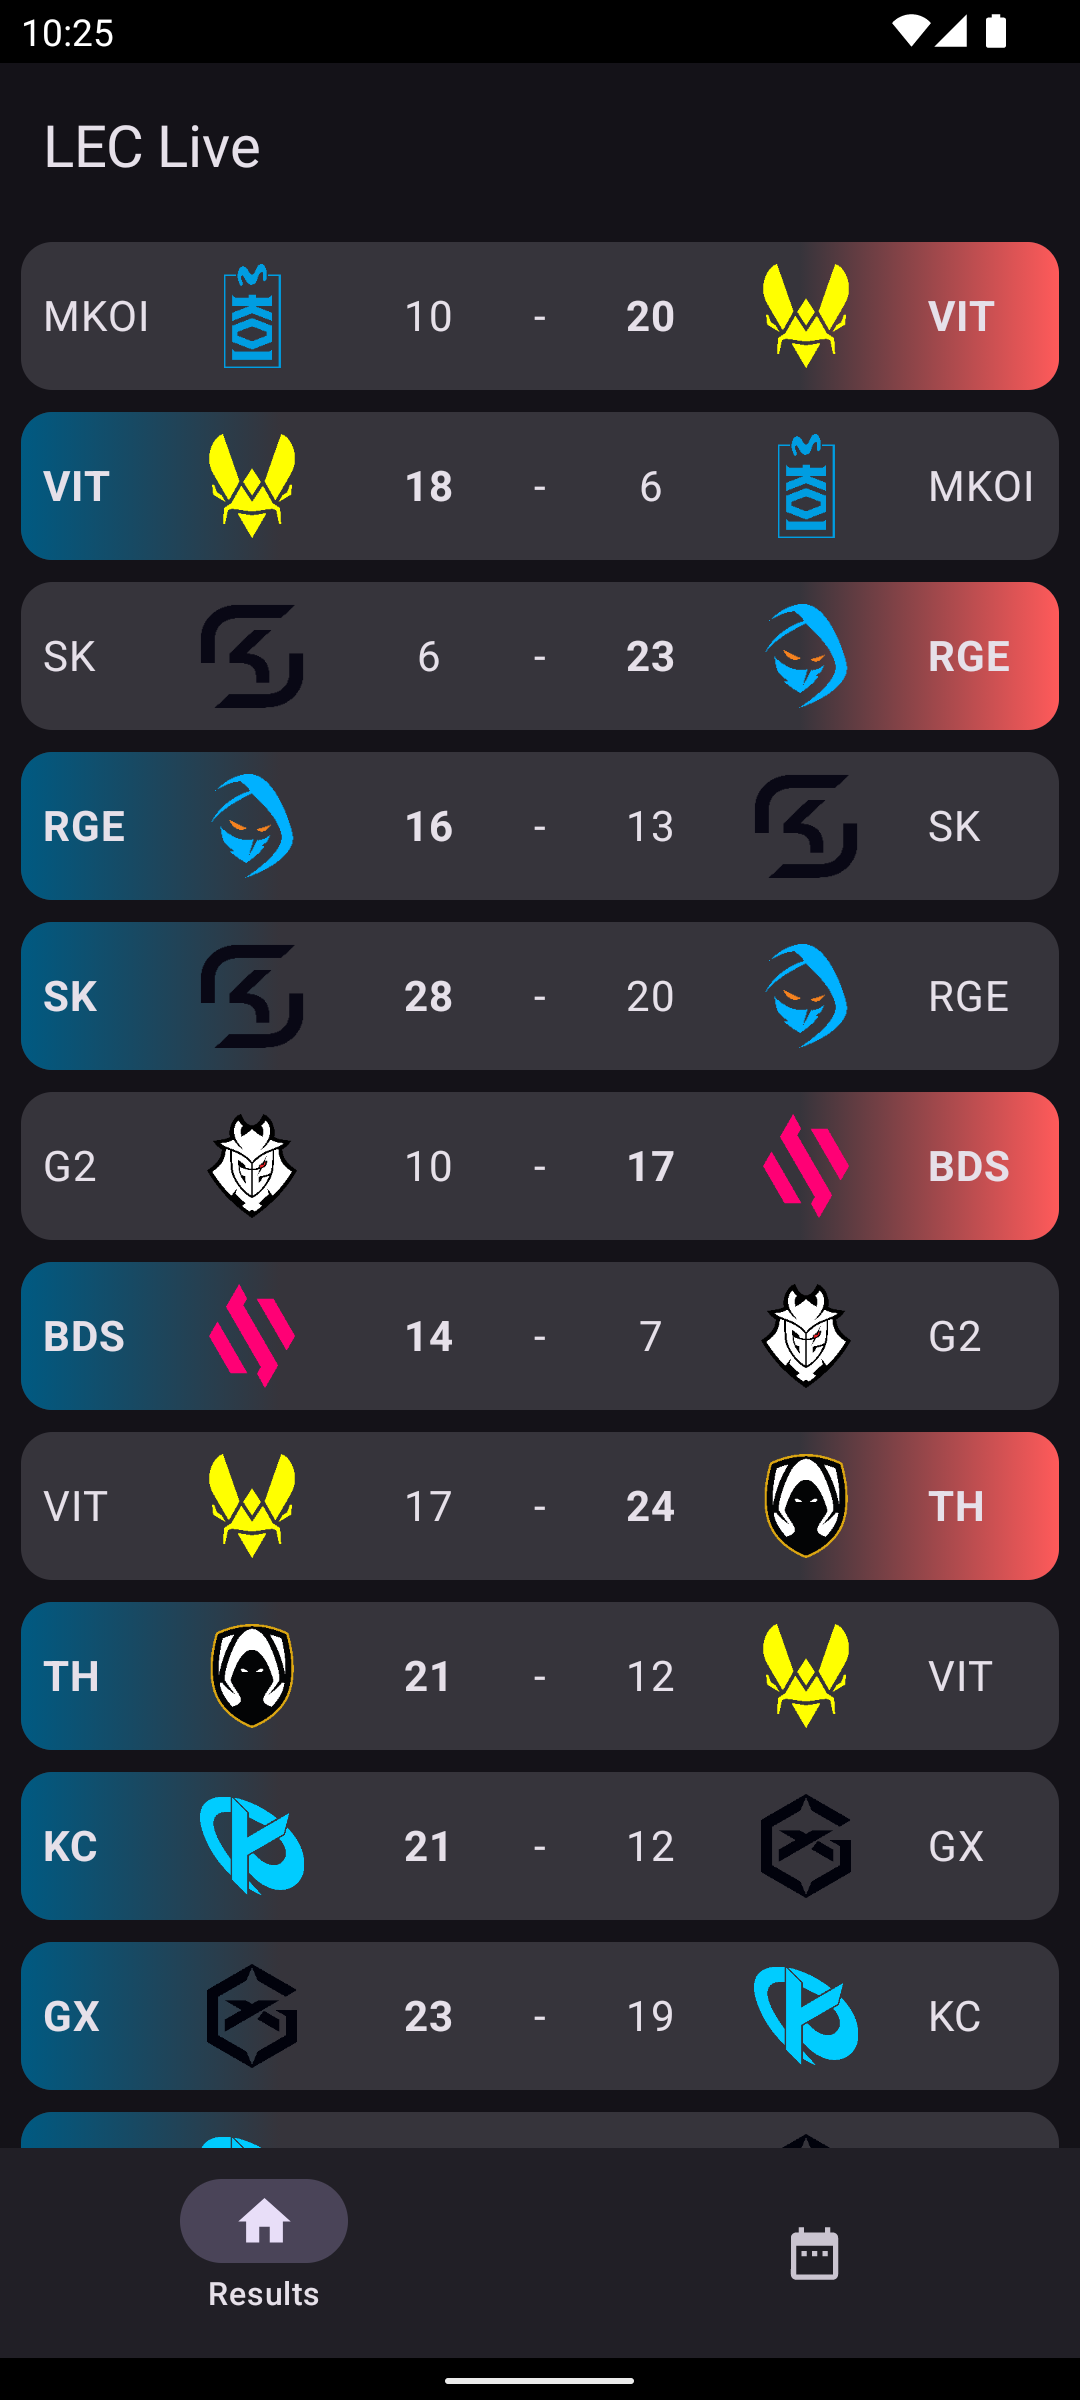 10:25
LEC Live
MKOI KOI 10 - 20 VIT
VIT 18 - 6 KOI MKOI
SK 6 - 23 RGE
RGE 16 - 13 SK
SK 28 - 20 RGE
G2 10 - 17 BDS
BDS 14 - 7 G2
VIT 17 - 24 TH
TH 21 - 12 VIT
KC 21 - 12 GX
GX 23 - 19 KC
Results